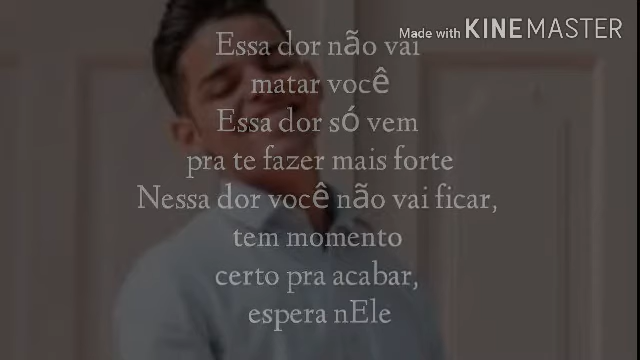 Made with KINEMASTER
Essa dor não vai
matar você
Essa dor só vem
pra te fazer mais forte
Nessa dor você não vai ficar,
tem momento
certo pra acabar,
espera nEle